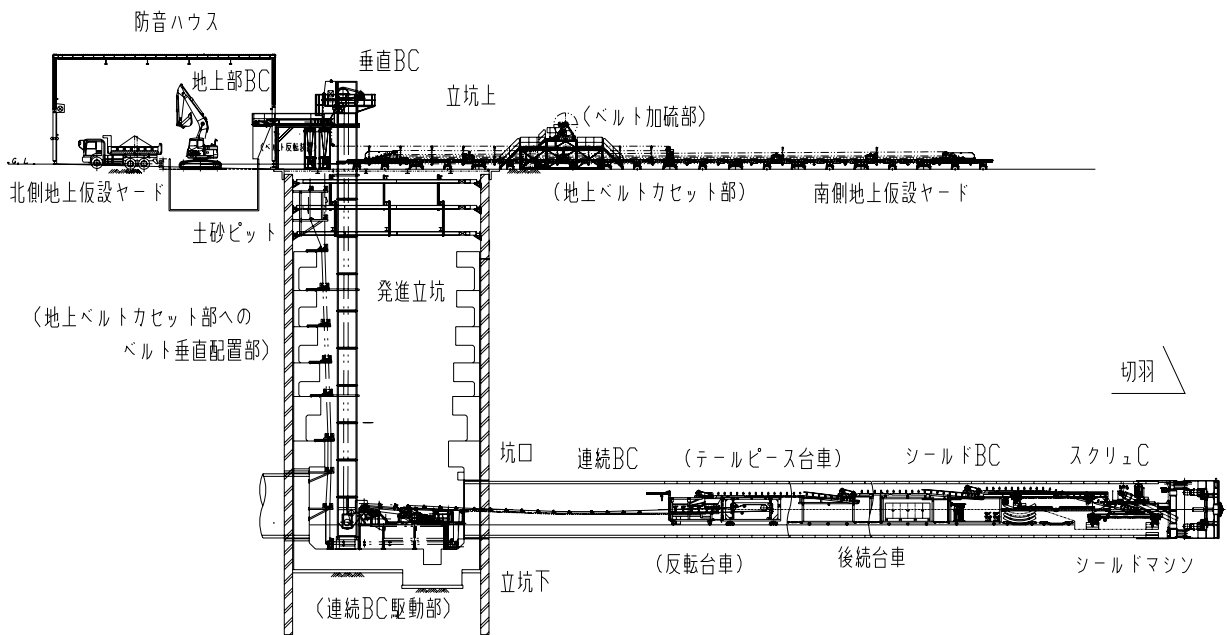 防音ハウス
地上部BC
垂直BC
立坑上
(ベルト加硫部)
(ベルト反転部
G.L.
北側地上仮設ヤード
(地上ベルトカセット部)
南側地上仮設ヤード
土砂ピット
発進立坑
(地上ベルトカセット部への
ベルト垂直配置部)
切羽
坑口
連続BC
(テールピース台車)
シールドBC
スクリュC
(反転台車)
後続台車
シールドマシン
立坑下
(連続BC駆動部)